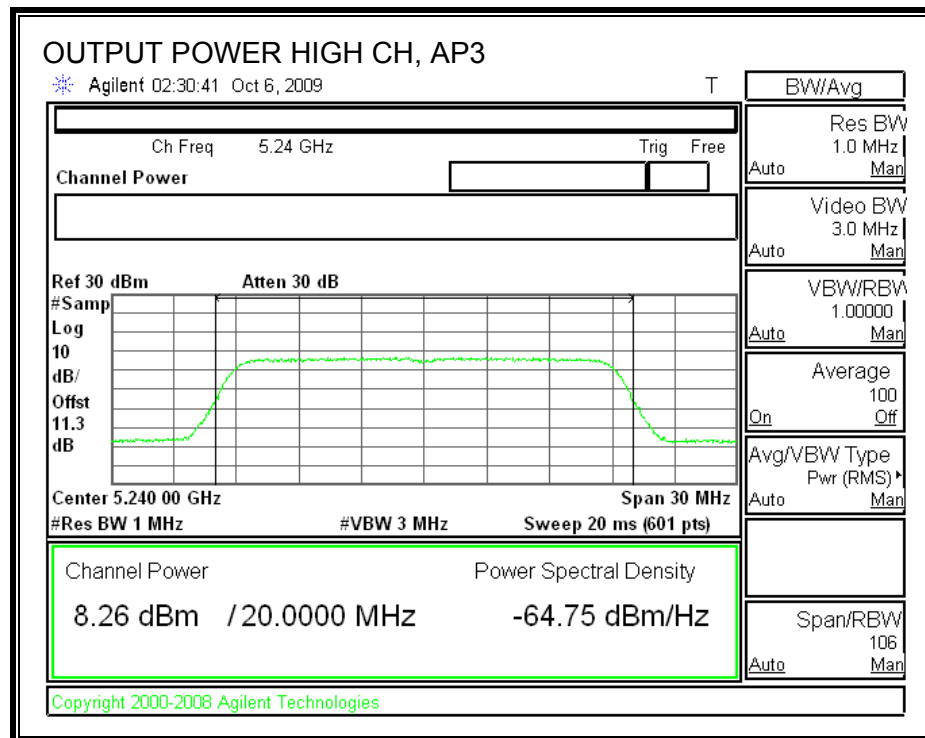 OUTPUT POWER HIGH CH, AP3
Agilent 02:30:41 Oct 6, 2009 T
Ch Freq 5.24 GHz Trig Free
Channel Power
Ref 30 dBm Atten 30 dB
#Samp
Log
10
dB/
Offst
11.3
dB
Center 5.240 00 GHz Span 30 MHz
#Res BW 1 MHz #VBW 3 MHz Sweep 20 ms (601 pts)
Channel Power Power Spectral Density
8.26 dBm / 20.0000 MHz -64.75 dBm/Hz
Copyright 2000-2008 Agilent Technologies
BW/Avg
Res BW
1.0 MHz
Auto Man
Video BW
3.0 MHz
Auto Man
VBW/RBW
1.00000
Auto Man
Average
100
On Off
Avg/VBW Type
Pwr (RMS)
Auto Man
Span/RBW
106
Auto Man